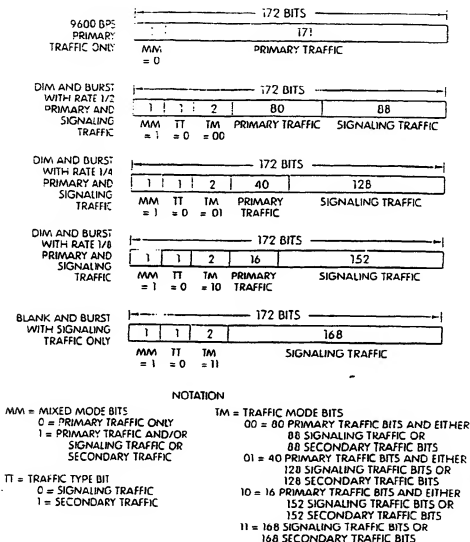 172 BITS
9600 BPS
PRIMARY
TRAFFIC ONLY
171
MM
= 0
PRIMARY TRAFFIC
172 BITS
DIM AND BURST
WITH RATE 1/2
PRIMARY AND
SIGNALING
TRAFFIC
1 1 2 80 88
MM TT TM PRIMARY TRAFFIC SIGNALING TRAFFIC
= 1 = 0 = 00
172 BITS
DIM AND BURST
WITH RATE 1/4
PRIMARY AND
SIGNALING
TRAFFIC
1 1 2 40 128
MM TT TM PRIMARY SIGNALING TRAFFIC
= 1 = 0 = 01 TRAFFIC
172 BITS
DIM AND BURST
WITH RATE 1/8
PRIMARY AND
SIGNALING
TRAFFIC
1 1 2 16 152
MM TT TM PRIMARY SIGNALING TRAFFIC
= 1 = 0 = 10 TRAFFIC
172 BITS
BLANK AND BURST
WITH SIGNALING
TRAFFIC ONLY
1 1 2 168
MM TT TM SIGNALING TRAFFIC
= 1 = 0 = 11
NOTATION
MM = MIXED MODE BITS
0 = PRIMARY TRAFFIC ONLY
1 = PRIMARY TRAFFIC AND/OR
SIGNALING TRAFFIC OR
SECONDARY TRAFFIC
TT = TRAFFIC TYPE BIT
0 = SIGNALING TRAFFIC
1 = SECONDARY TRAFFIC
TM = TRAFFIC MODE BITS
00 = 80 PRIMARY TRAFFIC BITS AND EITHER
88 SIGNALING TRAFFIC OR
88 SECONDARY TRAFFIC BITS
01 = 40 PRIMARY TRAFFIC BITS AND EITHER
128 SIGNALING TRAFFIC BITS OR
128 SECONDARY TRAFFIC BITS
10 = 16 PRIMARY TRAFFIC BITS AND EITHER
152 SIGNALING TRAFFIC BITS OR
152 SECONDARY TRAFFIC BITS
11 = 168 SIGNALING TRAFFIC BITS OR
168 SECONDARY TRAFFIC BITS